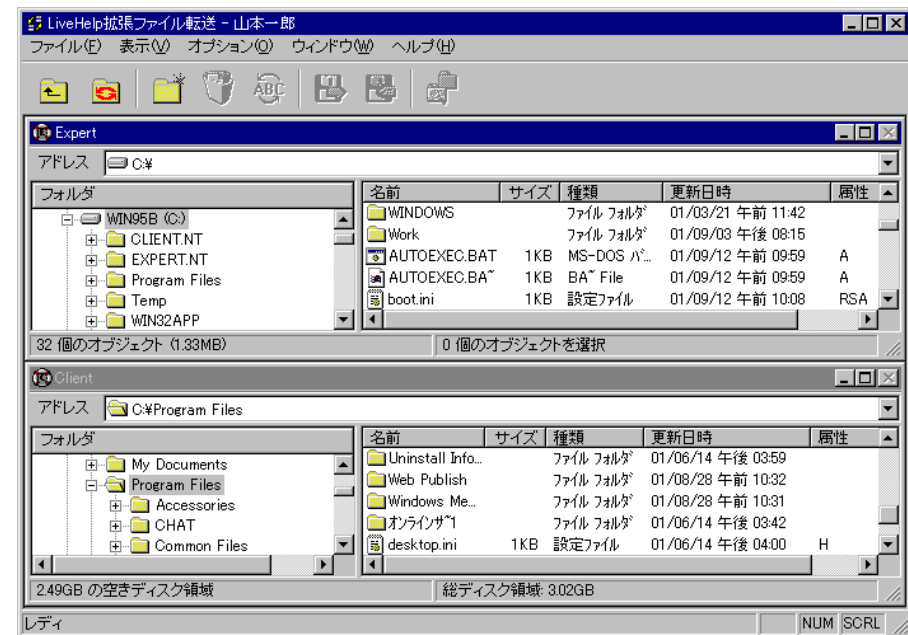 LiveHelp拡張ファイル転送 - 山本一郎
ファイル(F) 表示(V) オプション(O) ウィンドウ(W) ヘルプ(H)
ABC
Expert
アドレス C:¥
フォルダ
WIN95B (C:)
CLIENT.NT
EXPERT.NT
Program Files
Temp
WIN32APP
名前 サイズ 種類 更新日時 属性
WINDOWS ファイル フォルダ 01/03/21 午前 11:42
Work ファイル フォルダ 01/09/03 午後 08:15
AUTOEXEC.BAT 1KB MS-DOS バ... 01/09/12 午前 09:59 A
AUTOEXEC.BA~ 1KB BA~ File 01/09/12 午前 09:59 A
boot.ini 1KB 設定ファイル 01/09/12 午前 10:08 RSA
32 個のオブジェクト (1.33MB) 0 個のオブジェクトを選択
Client
アドレス C:¥Program Files
フォルダ
My Documents
Program Files
Accessories
CHAT
Common Files
名前 サイズ 種類 更新日時 属性
Uninstall Info... ファイル フォルダ 01/06/14 午後 03:59
Web Publish ファイル フォルダ 01/08/28 午前 10:32
Windows Me... ファイル フォルダ 01/08/28 午前 10:31
オンラインサ~1 ファイル フォルダ 01/06/14 午後 03:42
desktop.ini 1KB 設定ファイル 01/06/14 午後 04:00 H
2.49GB の空きディスク領域 総ディスク領域: 3.02GB
レディ NUM SCRL